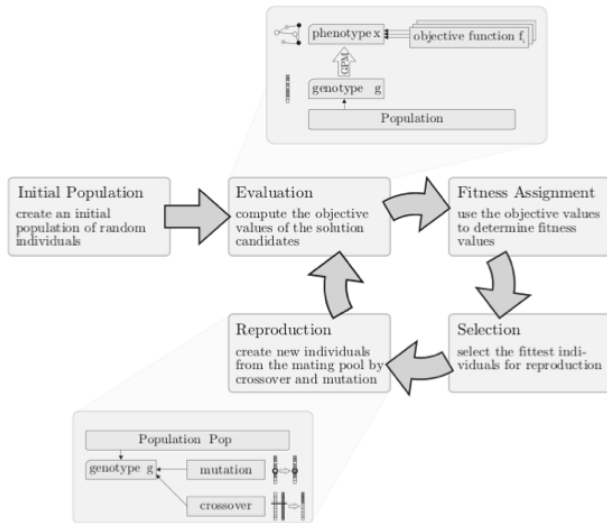 phenotype x
objective function fi
GPM
genotype g
Population
Initial Population
create an initial
population of random
individuals
Evaluation
compute the objective
values of the solution
candidates
Fitness Assignment
use the objective values
to determine fitness
values
Reproduction
create new individuals
from the mating pool by
crossover and mutation
Selection
select the fittest indi-
viduals for reproduction
Population Pop
genotype g
mutation
crossover